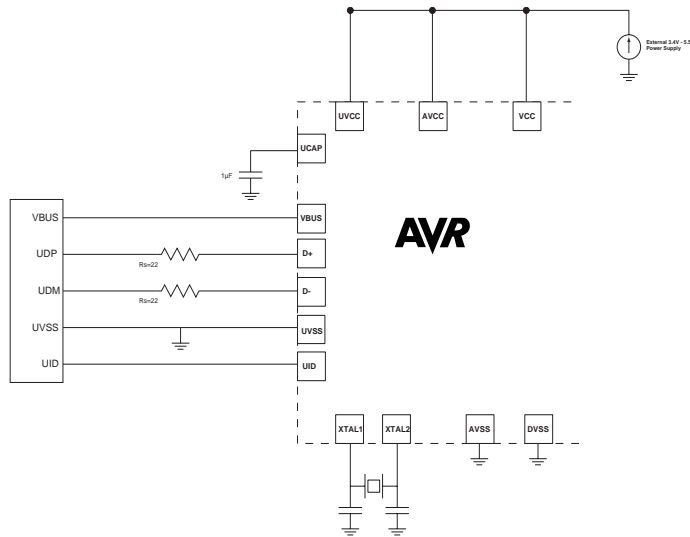 External 3.4V - 5.5
Power Supply
UVCC AVCC VCC
UCAP
1µF
VBUS VBUS
UDP D+
Rs=22
UDM D-
Rs=22
UVSS UVSS
UID UID
AVR
XTAL1 XTAL2 AVSS DVSS